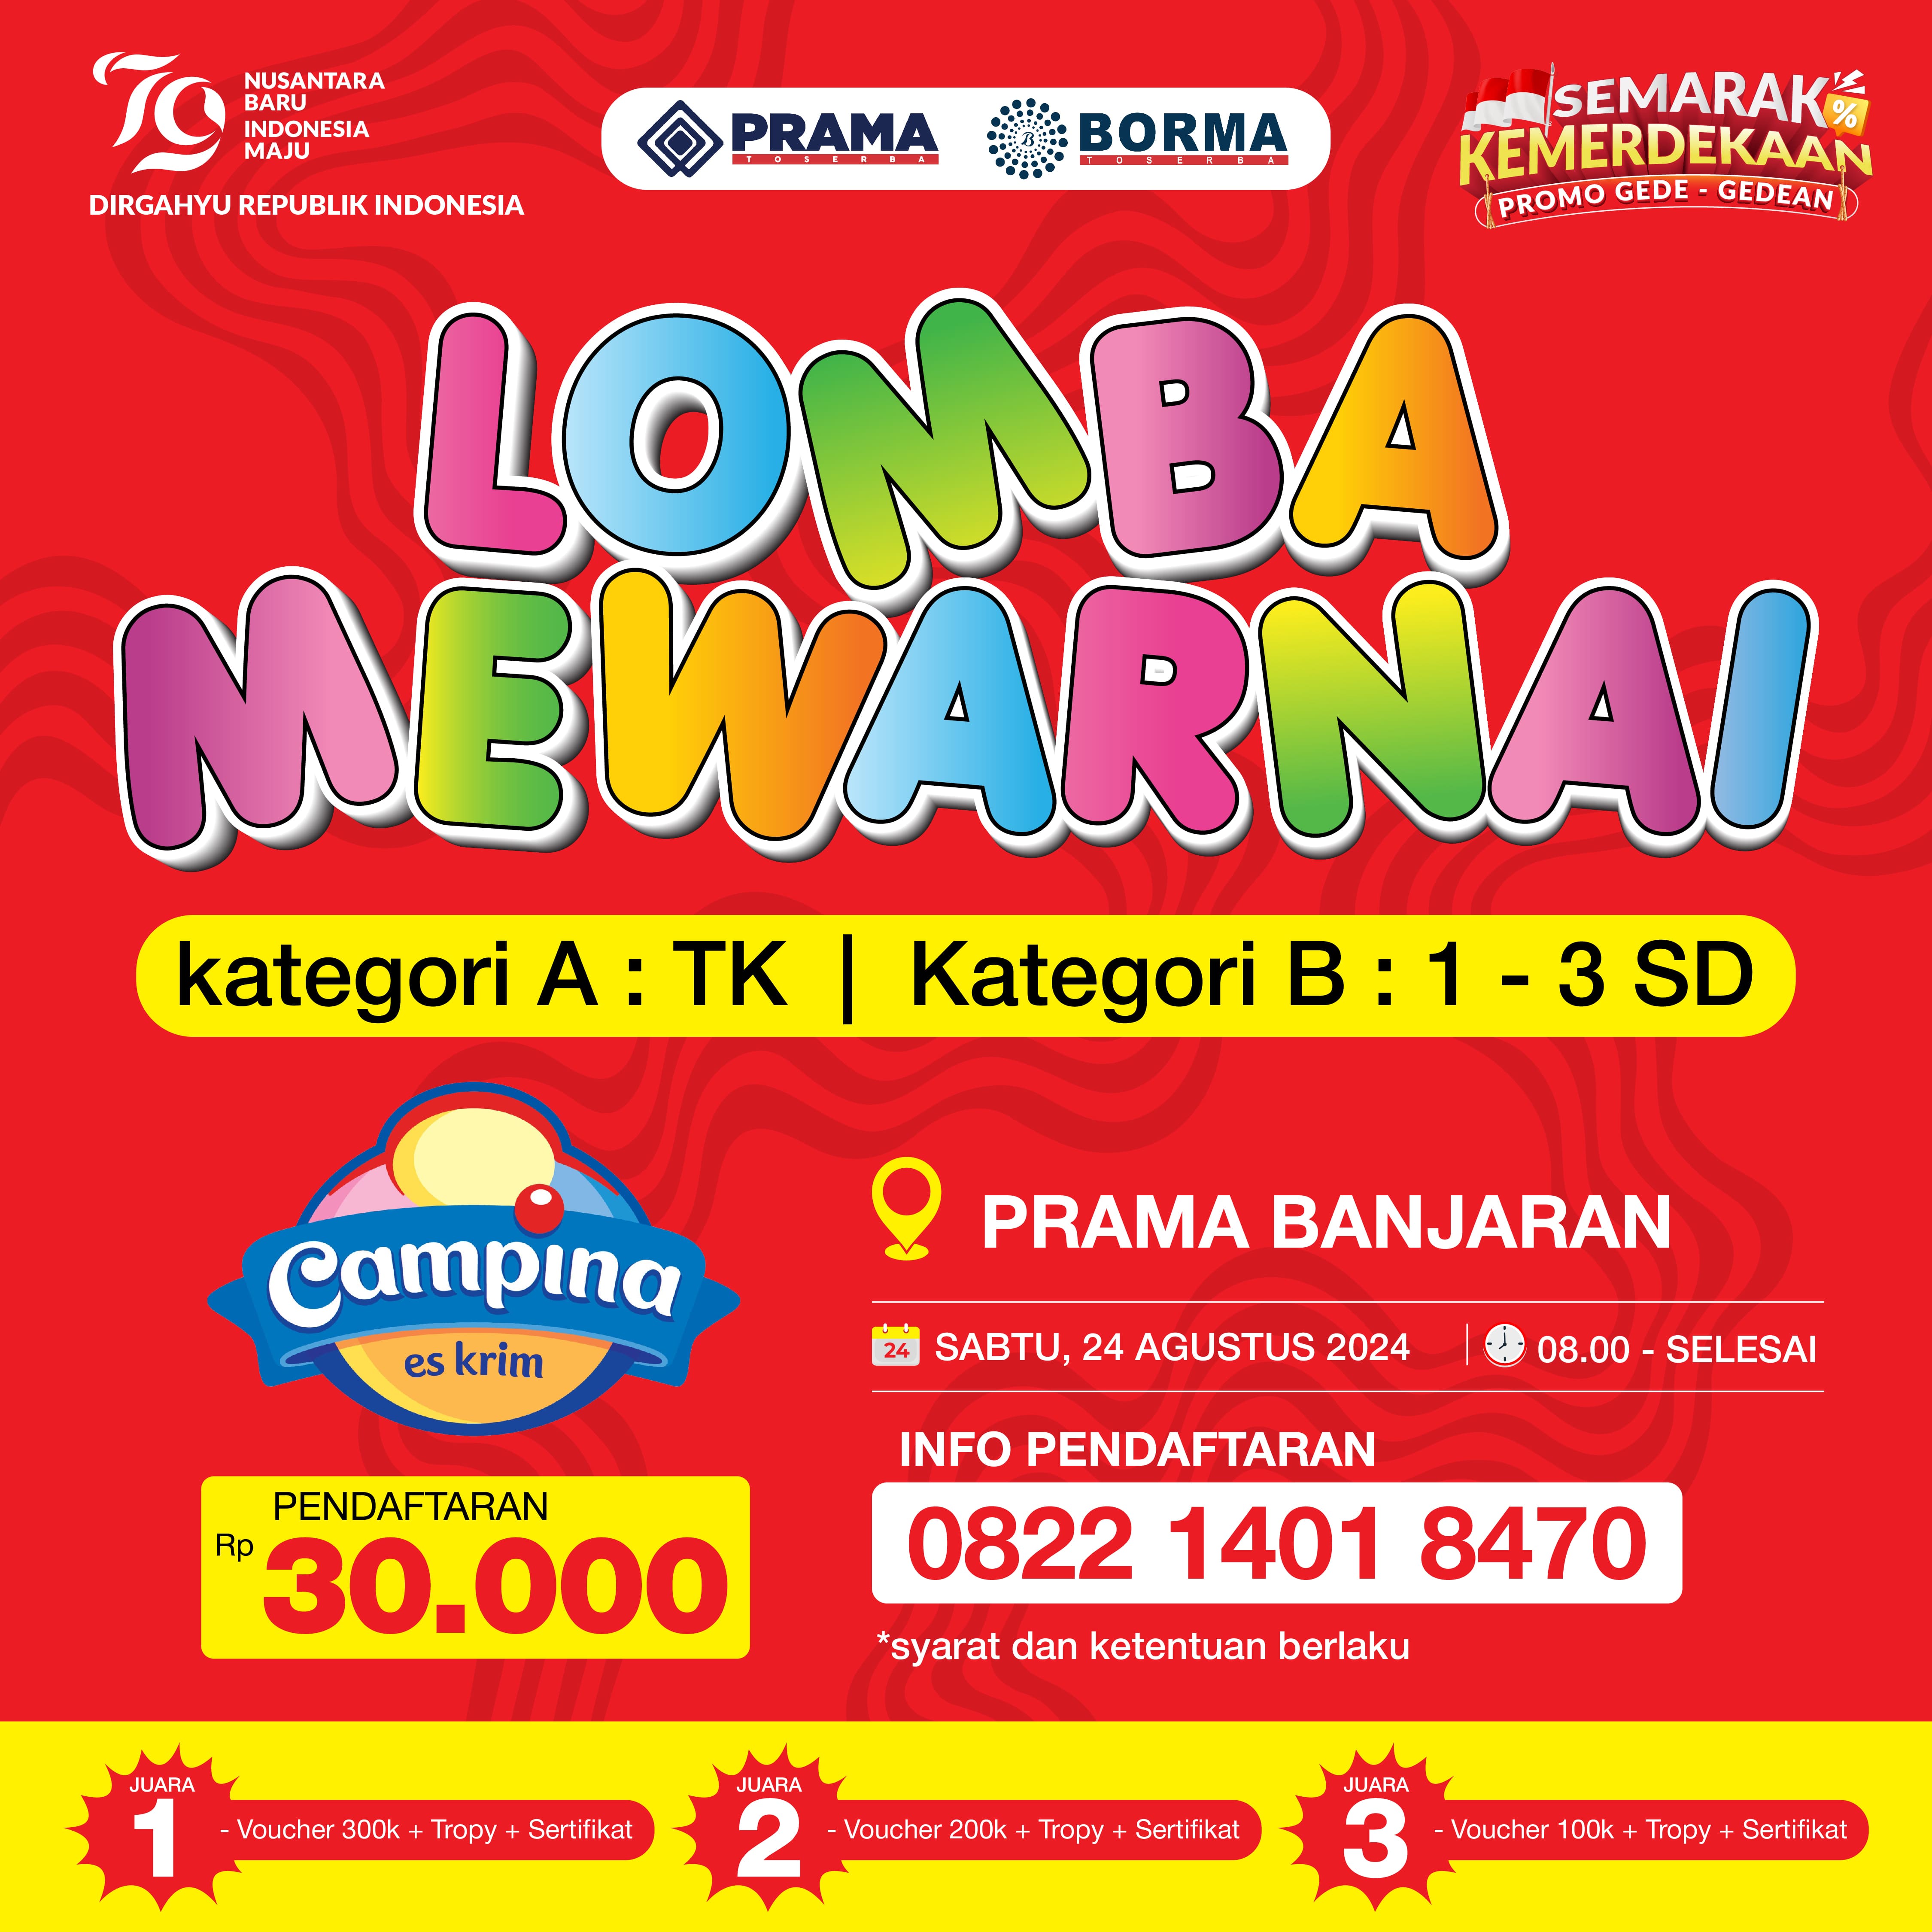 79
NUSANTARA
BARU
INDONESIA
MAJU
DIRGAHYU REPUBLIK INDONESIA
PRAMA
TOSERBA
B
BORMA
TOSERBA
SEMARAK
%
KEMERDEKAAN
PROMO GEDE - GEDEAN
LOMBA
MEWARNAI
kategori A : TK | Kategori B : 1 - 3 SD
Campina
es krim
PRAMA BANJARAN
24
SABTU, 24 AGUSTUS 2024 | 08.00 - SELESAI
INFO PENDAFTARAN
0822 1401 8470
*syarat dan ketentuan berlaku
PENDAFTARAN
Rp 30.000
JUARA
1
- Voucher 300k + Tropy + Sertifikat
JUARA
2
- Voucher 200k + Tropy + Sertifikat
JUARA
3
- Voucher 100k + Tropy + Sertifikat